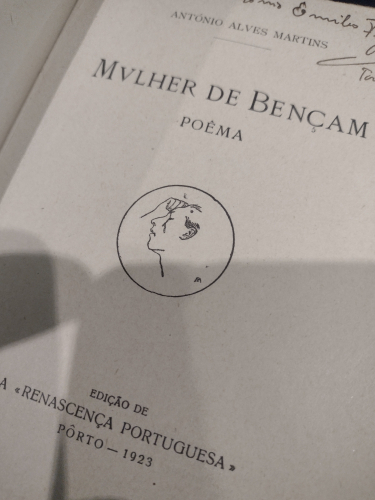 ANTÓNIO ALVES MARTINS
MVLHER DE BENÇAM
POÊMA
EDIÇÃO DE
A «RENASCENÇA PORTUGUESA»
PÔRTO — 1923